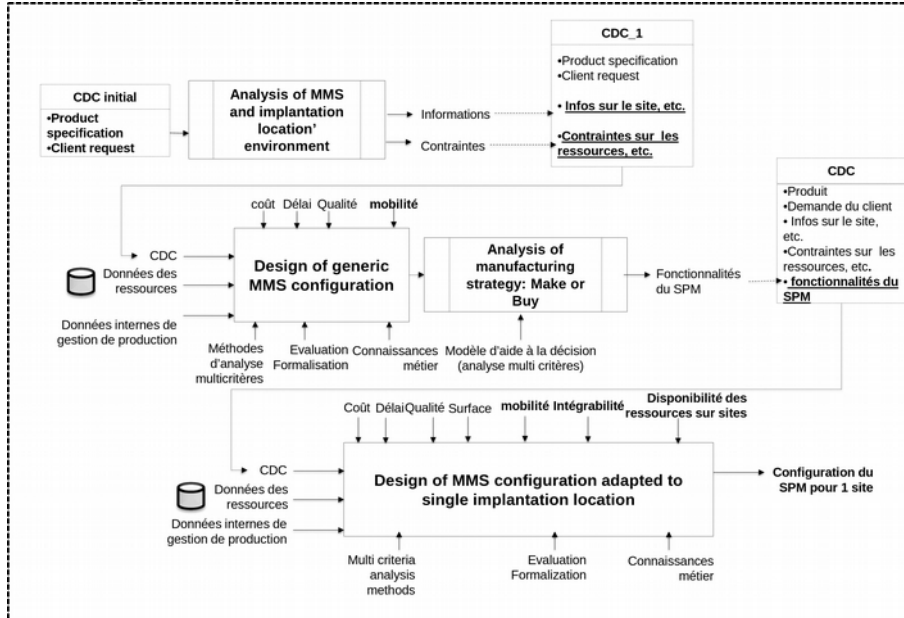 CDC_1
•Product specification
•Client request
• Infos sur le site, etc.
•Contraintes sur les
ressources, etc.
CDC initial
•Product
specification
•Client request
Analysis of MMS
and implantation
location’
environment
Informations
Contraintes
CDC
•Produit
•Demande du client
• Infos sur le site,
etc.
•Contraintes sur les
ressources, etc.
• fonctionnalités du
SPM
coût
Délai
Qualité
mobilité
CDC
Données des
ressources
Données internes de
gestion de production
Design of generic
MMS configuration
Analysis of
manufacturing
strategy: Make or
Buy
Fonctionnalités
du SPM
Méthodes
d’analyse
multicritères
Evaluation
Formalisation
Connaissances
métier
Modèle d’aide à la décision
(analyse multi critères)
Coût
Délai
Qualité
Surface
mobilité
Intégrabilité
Disponibilité des
ressources sur sites
CDC
Données des
ressources
Données internes de
gestion de production
Design of MMS configuration adapted to
single implantation location
Configuration du
SPM pour 1 site
Multi criteria
analysis
methods
Evaluation
Formalization
Connaissances
métier